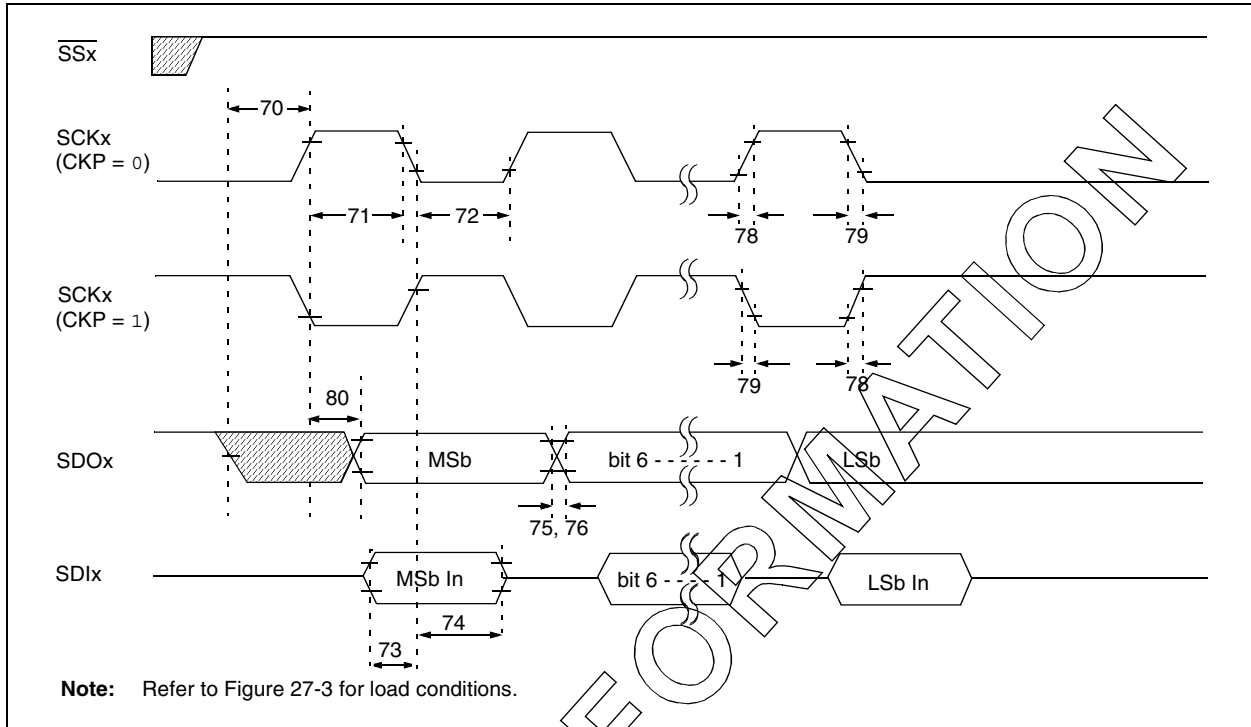 SSx
70
SCKx
(CKP = 0)
71
72
78
79
SCKx
(CKP = 1)
79
78
80
SDOx
MSb
bit 6 - - - - - - 1
LSb
75, 76
SDIx
MSb In
bit 6 - - - - - 1
LSb In
74
73
Note: Refer to Figure 27-3 for load conditions.
FORMATION